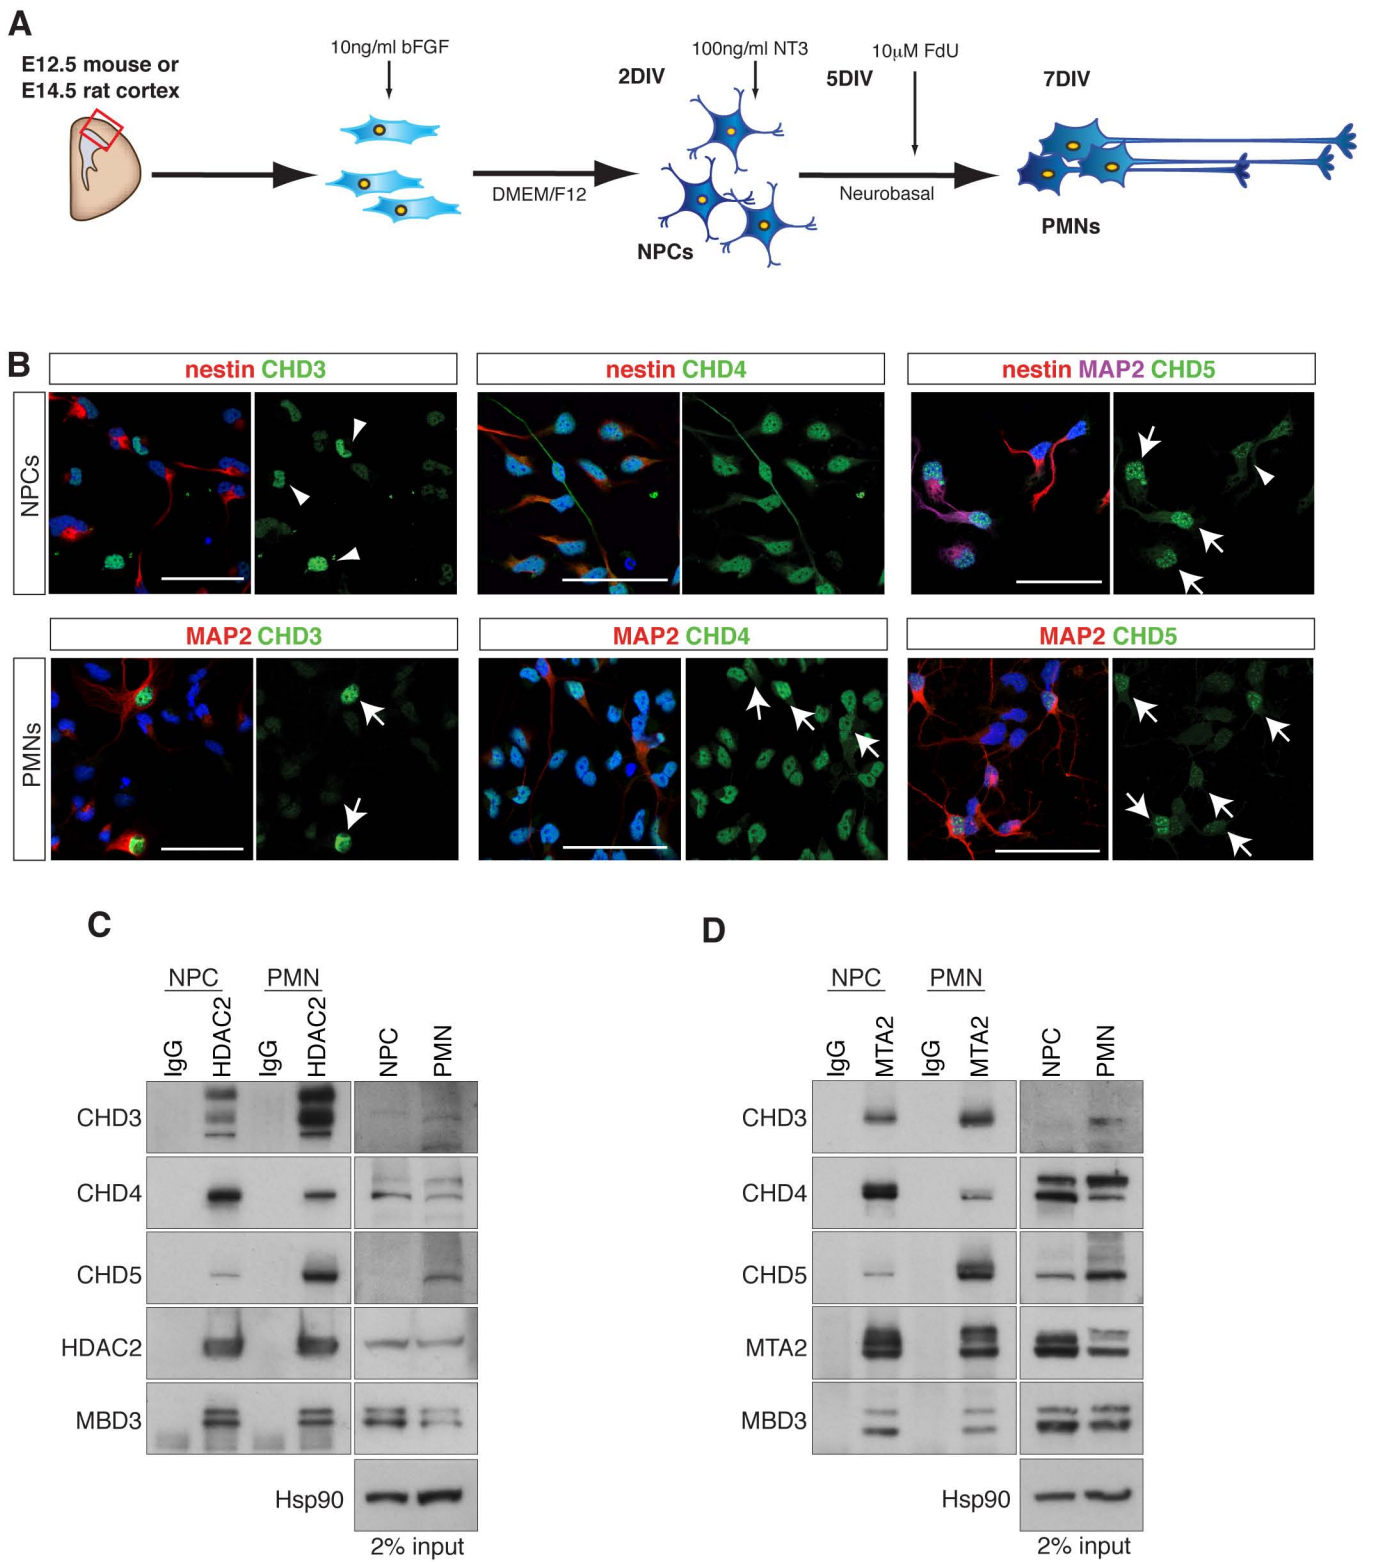 A
E12.5 mouse or
E14.5 rat cortex
10ng/ml bFGF
DMEM/F12
2DIV
100ng/ml NT3
NPCs
5DIV
10µM FdU
Neurobasal
7DIV
PMNs
B
nestin CHD3
nestin CHD4
nestin MAP2 CHD5
NPCs
MAP2 CHD3
MAP2 CHD4
MAP2 CHD5
PMNs
C
NPC
PMN
IgG
HDAC2
IgG
HDAC2
NPC
PMN
CHD3
CHD4
CHD5
HDAC2
MBD3
Hsp90
2% input
D
NPC
PMN
IgG
MTA2
IgG
MTA2
NPC
PMN
CHD3
CHD4
CHD5
MTA2
MBD3
Hsp90
2% input